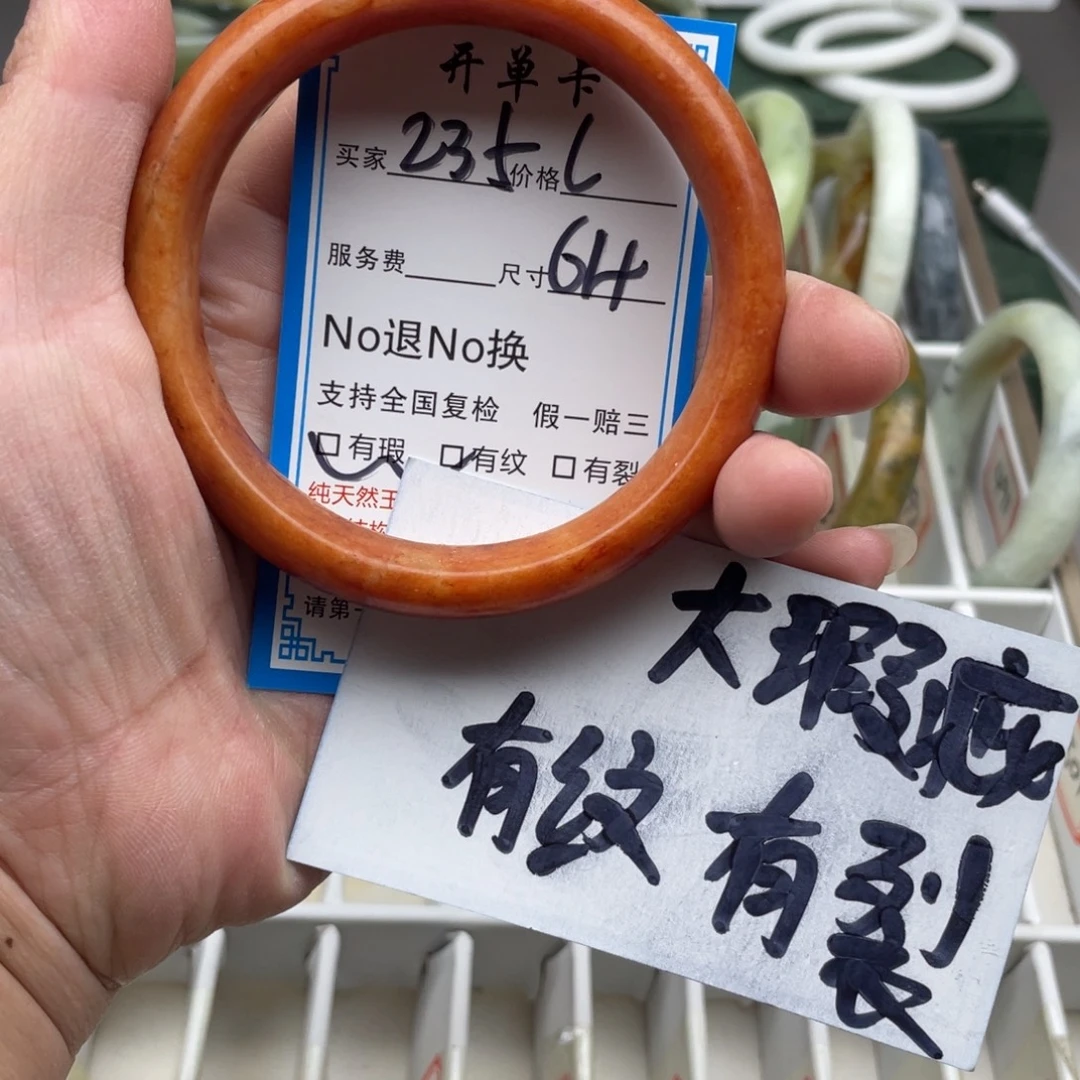 开单卡
买家 235 价格
服务费 尺寸 64
No退No换
支持全国复检 假一赔三
有瑕 有纹 有裂
纯天然玉
请第一
大瑕疵
有纹 有裂